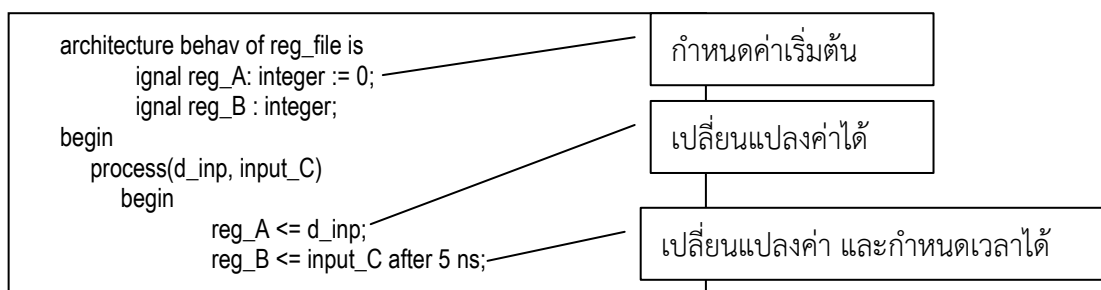 architecture behav of reg_file is
ignal reg_A: integer := 0;
ignal reg_B : integer;
begin
process(d_inp, input_C)
begin
reg_A <= d_inp;
reg_B <= input_C after 5 ns;
กำหนดค่าเริ่มต้น
เปลี่ยนแปลงค่าได้
เปลี่ยนแปลงค่า และกำหนดเวลาได้